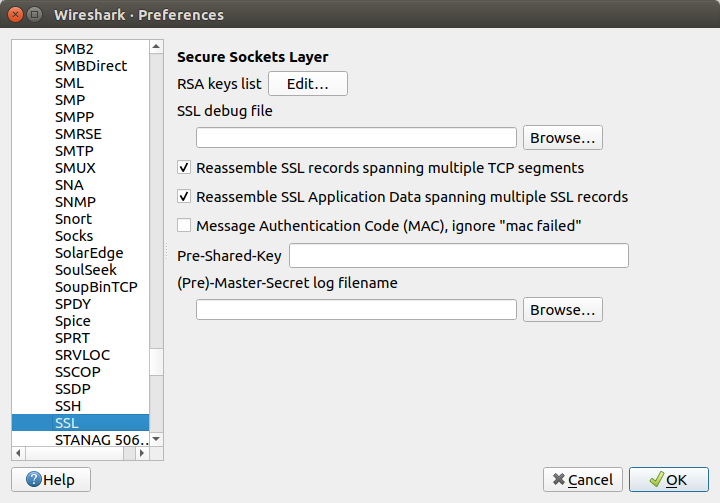 Wireshark · Preferences
SMB2
SMBDirect
SML
SMP
SMPP
SMRSE
SMTP
SMUX
SNA
SNMP
Snort
Socks
SolarEdge
SoulSeek
SoupBinTCP
SPDY
Spice
SPRT
SRVLOC
SSCOP
SSDP
SSH
SSL
STANAG 506…
Secure Sockets Layer
RSA keys list Edit…
SSL debug file
Browse…
Reassemble SSL records spanning multiple TCP segments
Reassemble SSL Application Data spanning multiple SSL records
Message Authentication Code (MAC), ignore "mac failed"
Pre-Shared-Key
(Pre)-Master-Secret log filename
Browse…
Help Cancel OK